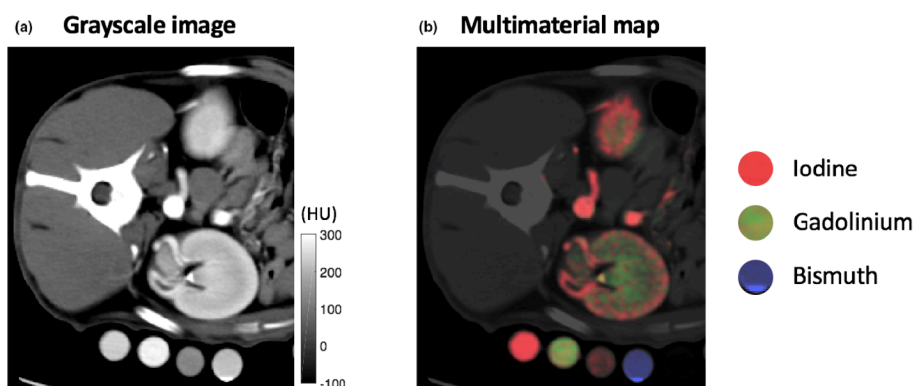 (a) Grayscale image
(b) Multimaterial map
(HU)
300
200
100
0
-100
Iodine
Gadolinium
Bismuth